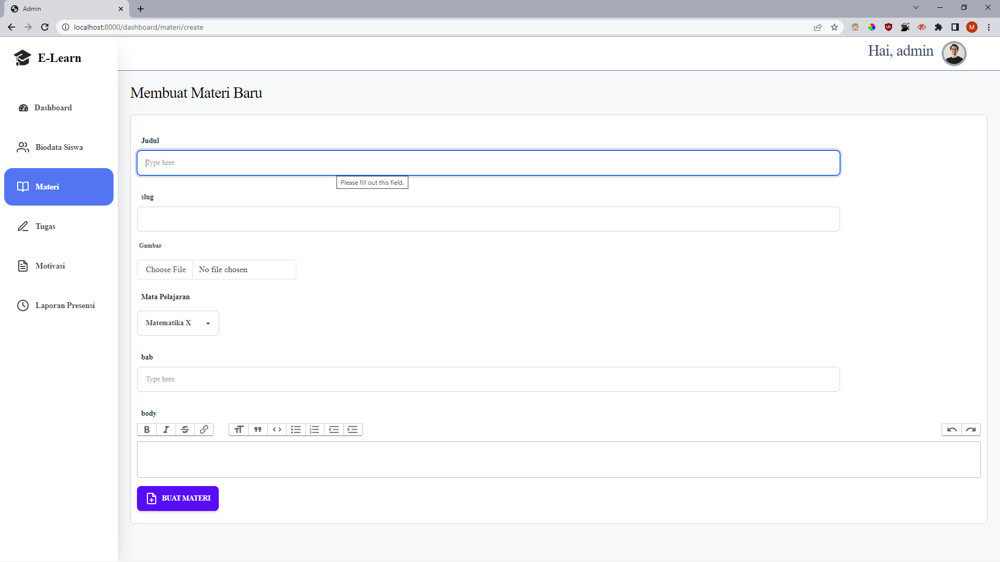 Admin
localhost:8000/dashboard/materi/create
M
E-Learn
Hai, admin
Dashboard
Biodata Siswa
Materi
Tugas
Motivasi
Laporan Presensi
Membuat Materi Baru
Judul
Type here
Please fill out this field.
slug
Gambar
Choose File No file chosen
Mata Pelajaran
Matematika X
bab
Type here
body
BUAT MATERI